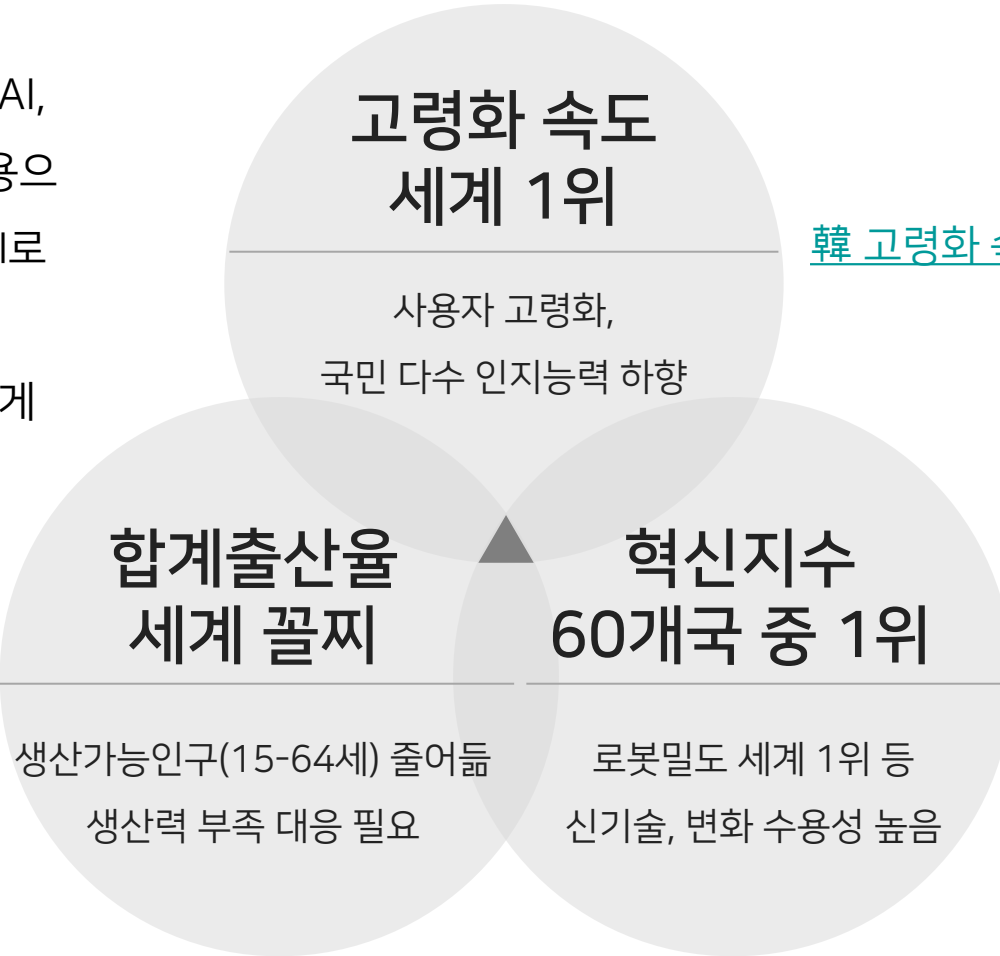 AI,
용으
로
게
고령화 속도
세계 1위
사용자 고령화,
국민 다수 인지능력 하향
韓 고령화
합계출산율
세계 꼴찌
생산가능인구(15-64세) 줄어듦
생산력 부족 대응 필요
혁신지수
60개국 중 1위
로봇밀도 세계 1위 등
신기술, 변화 수용성 높음